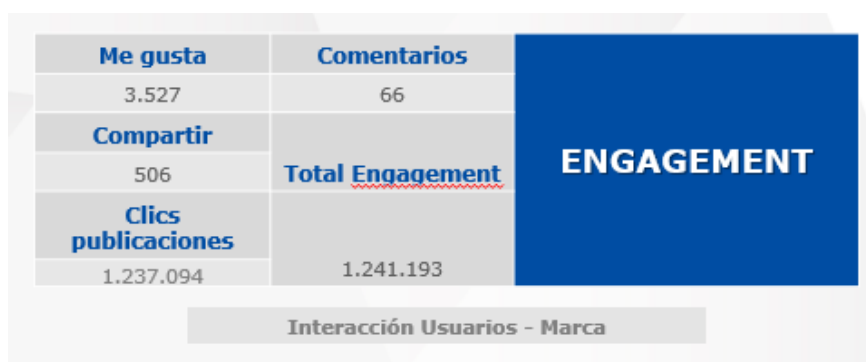 Me gusta
Comentarios
3.527
66
Compartir
506
Total Engagement
ENGAGEMENT
Clics
publicaciones
1.237.094
1.241.193
Interacción Usuarios - Marca